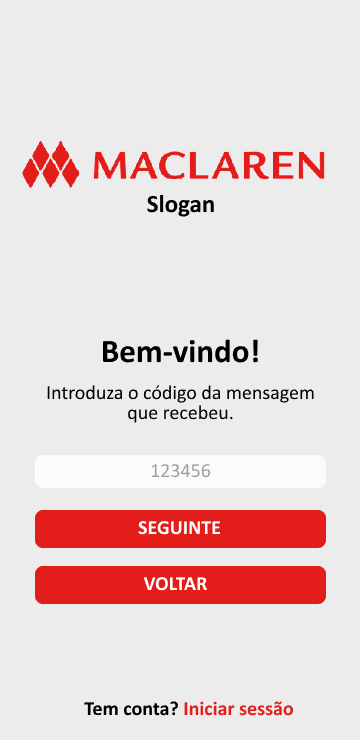 MACLAREN
Slogan
Bem-vindo!
Introduza o código da mensagem
que recebeu.
123456
SEGUINTE
VOLTAR
Tem conta? Iniciar sessão